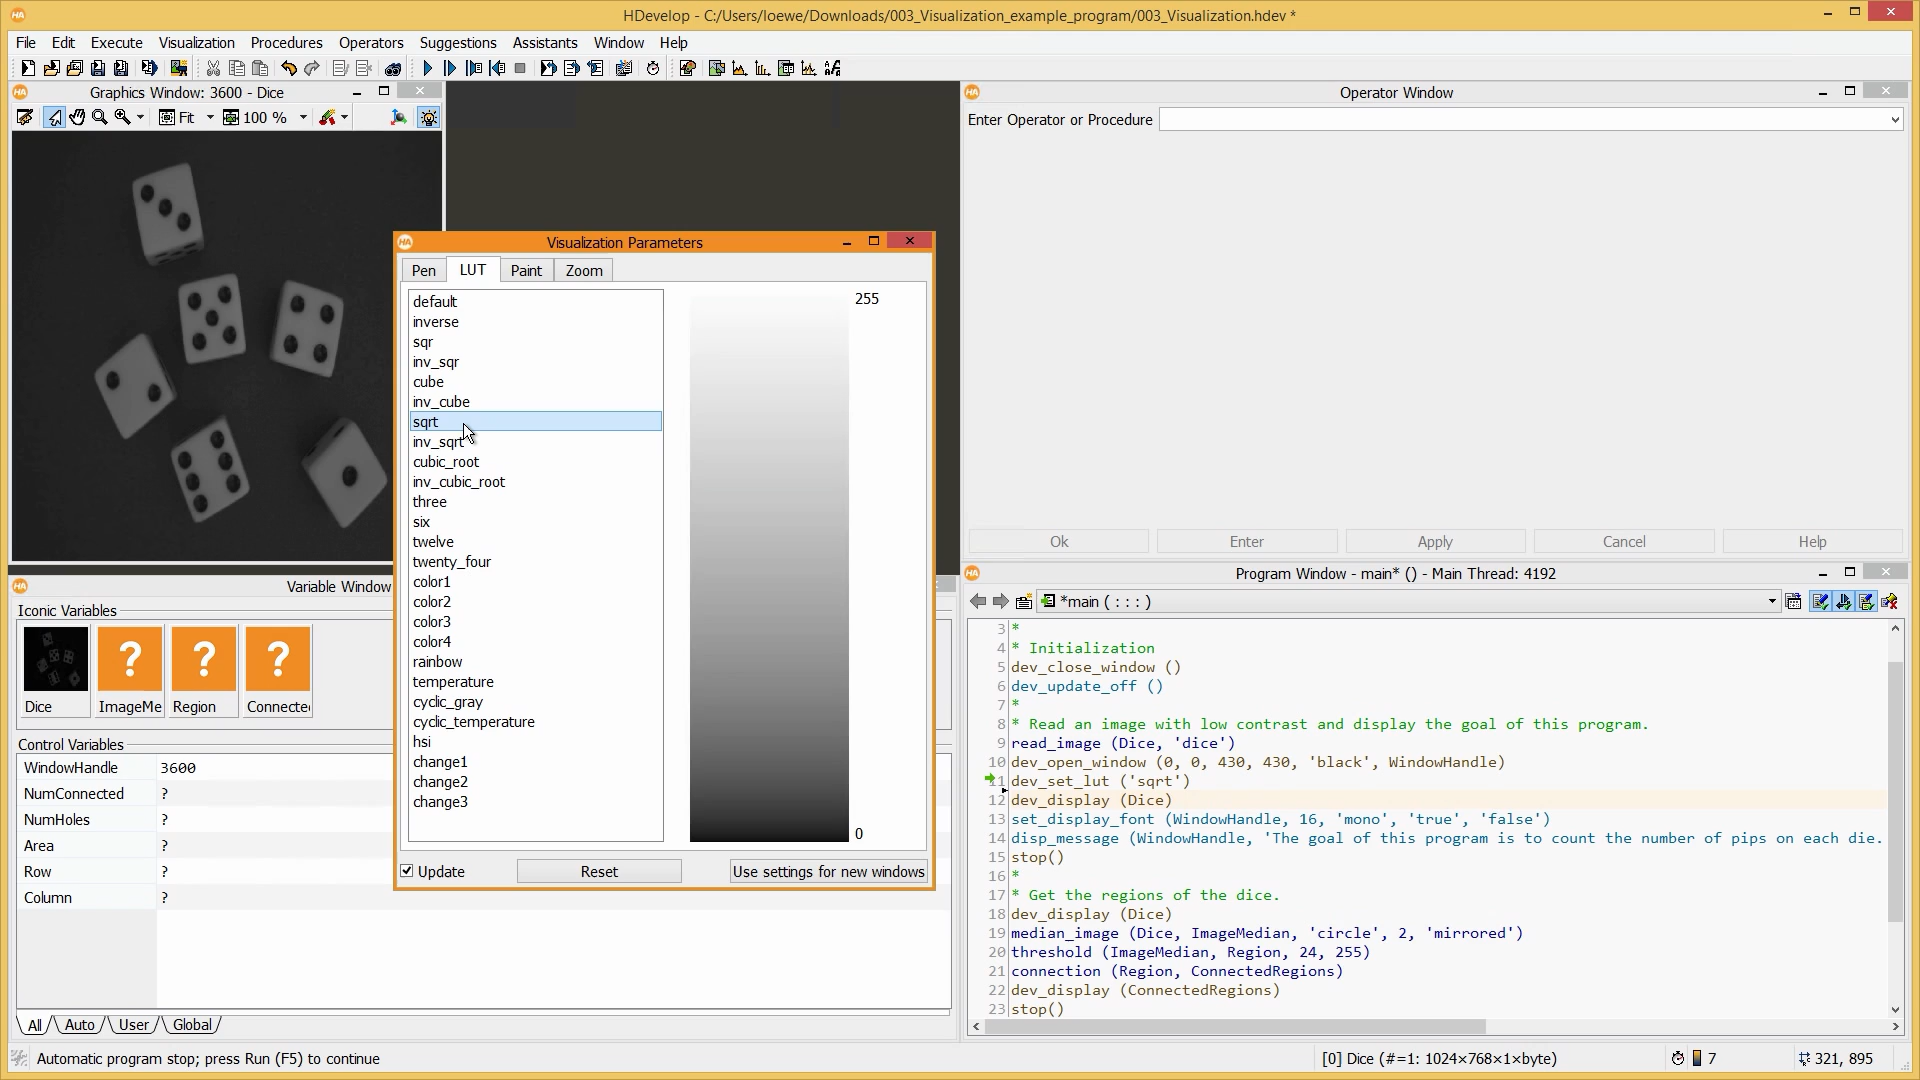 HDevelop - C:/Users/loewe/Downloads/003_Visualization_example_program/003_Visualization.hdev *
File Edit Execute Visualization Procedures Operators Suggestions Assistants Window Help
Graphics Window: 3600 - Dice
Fit 100 %
Operator Window
Enter Operator or Procedure
Ok Enter Apply Cancel Help
Visualization Parameters
Pen LUT Paint Zoom
default
inverse
sqr
inv_sqr
cube
inv_cube
sqrt
inv_sqrt
cubic_root
inv_cubic_root
three
six
twelve
twenty_four
color1
color2
color3
color4
rainbow
temperature
cyclic_gray
cyclic_temperature
hsi
change1
change2
change3
255
0
Update Reset Use settings for new windows
Variable Window
Iconic Variables
? ? ?
Dice ImageMe Region Connecte
Control Variables
WindowHandle 3600
NumConnected ?
NumHoles ?
Area ?
Row ?
Column ?
All Auto User Global
Program Window - main* () - Main Thread: 4192
*main ( : : : )
3 *
4 * Initialization
5 dev_close_window ()
6 dev_update_off ()
7 *
8 * Read an image with low contrast and display the goal of this program.
9 read_image (Dice, 'dice')
10 dev_open_window (0, 0, 430, 430, 'black', WindowHandle)
11 dev_set_lut ('sqrt')
12 dev_display (Dice)
13 set_display_font (WindowHandle, 16, 'mono', 'true', 'false')
14 disp_message (WindowHandle, 'The goal of this program is to count the number of pips on each die.
15 stop()
16 *
17 * Get the regions of the dice.
18 dev_display (Dice)
19 median_image (Dice, ImageMedian, 'circle', 2, 'mirrored')
20 threshold (ImageMedian, Region, 24, 255)
21 connection (Region, ConnectedRegions)
22 dev_display (ConnectedRegions)
23 stop()
Automatic program stop; press Run (F5) to continue
[0] Dice (#=1: 1024×768×1×byte) 7 321, 895